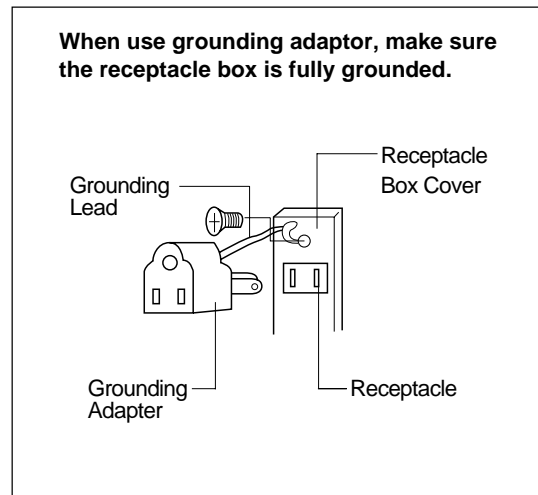 When use grounding adaptor, make sure
the receptacle box is fully grounded.
Receptacle
Box Cover
Grounding
Lead
Grounding
Adapter
Receptacle